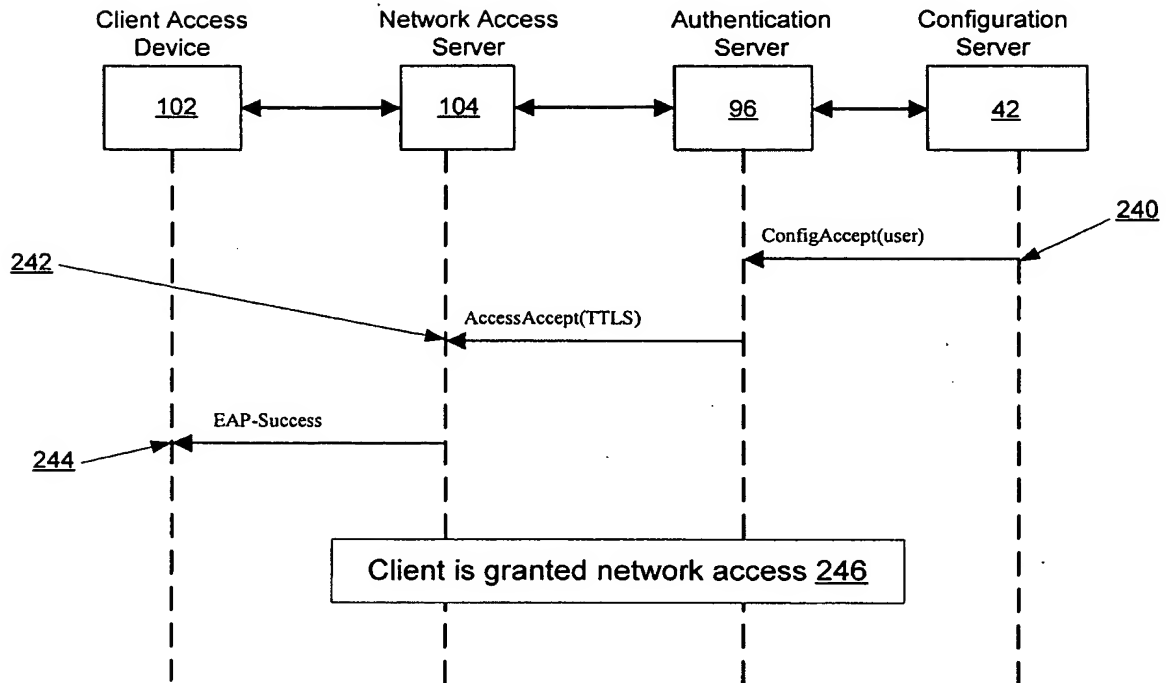 Client Access
Device
Network Access
Server
Authentication
Server
Configuration
Server
102
104
96
42
240
ConfigAccept(user)
242
AccessAccept(TTLS)
EAP-Success
244
Client is granted network access 246